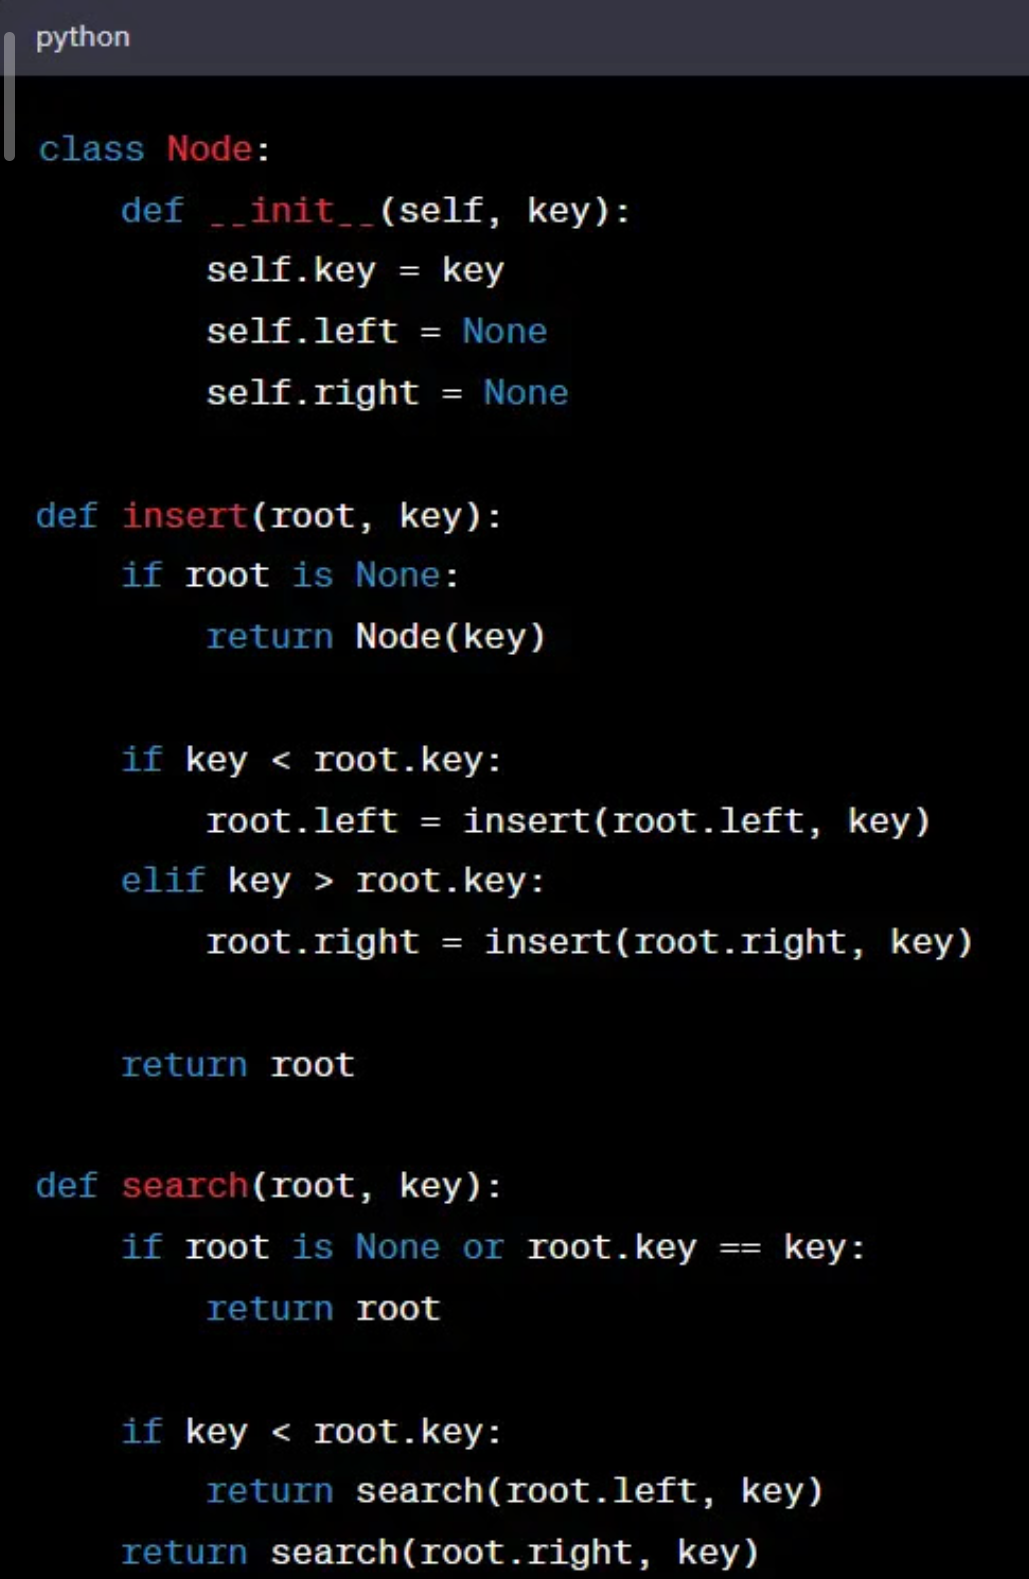 python
class Node:
    def __init__(self, key):
        self.key = key
        self.left = None
        self.right = None

def insert(root, key):
    if root is None:
        return Node(key)

    if key < root.key:
        root.left = insert(root.left, key)
    elif key > root.key:
        root.right = insert(root.right, key)

    return root

def search(root, key):
    if root is None or root.key == key:
        return root

    if key < root.key:
        return search(root.left, key)
    return search(root.right, key)